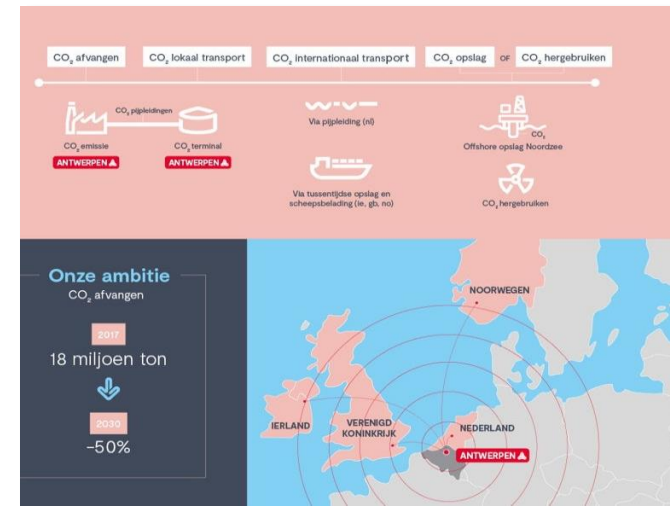 CO₂ afvangen
CO₂ lokaal transport
CO₂ internationaal transport
CO₂ opslag OF CO₂ hergebruiken
CO₂ pijpleidingen
CO₂ emissie
ANTWERPEN
CO₂ terminal
ANTWERPEN
Via pijpleiding (nl)
Via tussentijdse opslag en
scheepsbelading (ie, gb, no)
CO₂
Offshore opslag Noordzee
CO₂ hergebruiken
Onze ambitie
CO₂ afvangen
2017
18 miljoen ton
2030
-50%
NOORWEGEN
IERLAND
VERENIGD
KONINKRIJK
NEDERLAND
ANTWERPEN